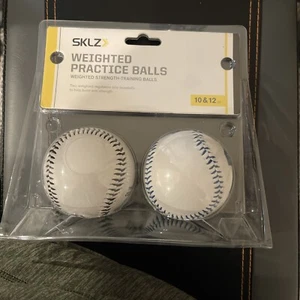 SKLZ
WEIGHTED
PRACTICE BALLS
WEIGHTED STRENGTH TRAINING BALLS
10 & 12